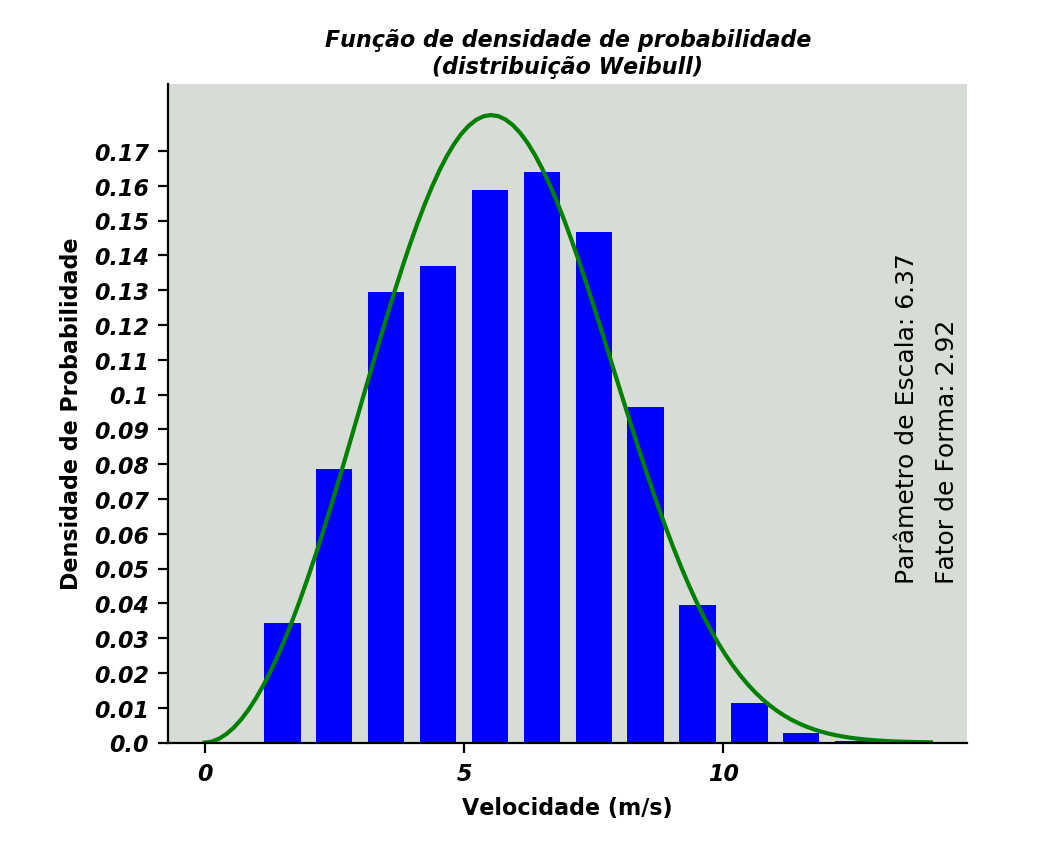 Função de densidade de probabilidade
(distribuição Weibull)
Densidade de Probabilidade
0.17
0.16
0.15
0.14
0.13
0.12
0.11
0.1
0.09
0.08
0.07
0.06
0.05
0.04
0.03
0.02
0.01
0.0
Parâmetro de Escala: 6.37
Fator de Forma: 2.92
0 5 10
Velocidade (m/s)